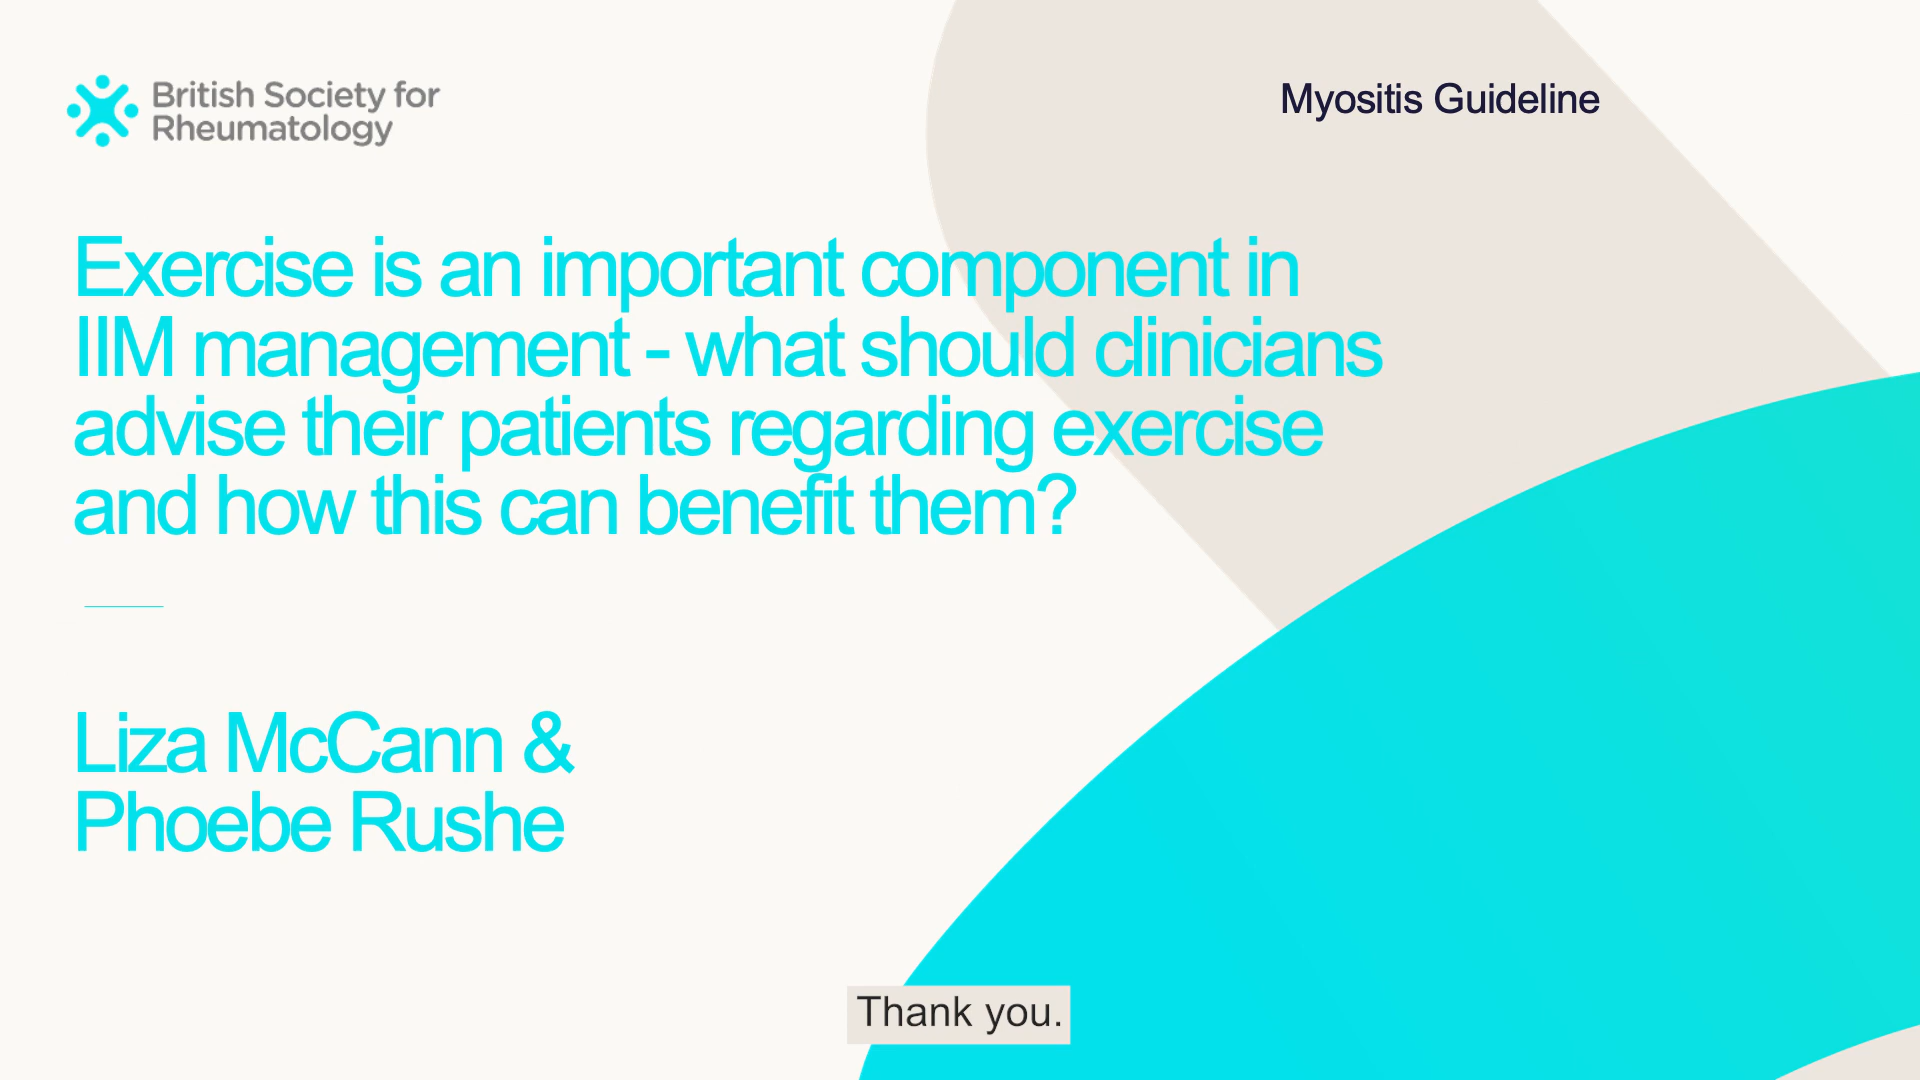 British Society for
Rheumatology
Myositis Guideline
Exercise is an important component in
IIM management - what should clinicians
advise their patients regarding exercise
and how this can benefit them?
Liza McCann &
Phoebe Rushe
Thank you.